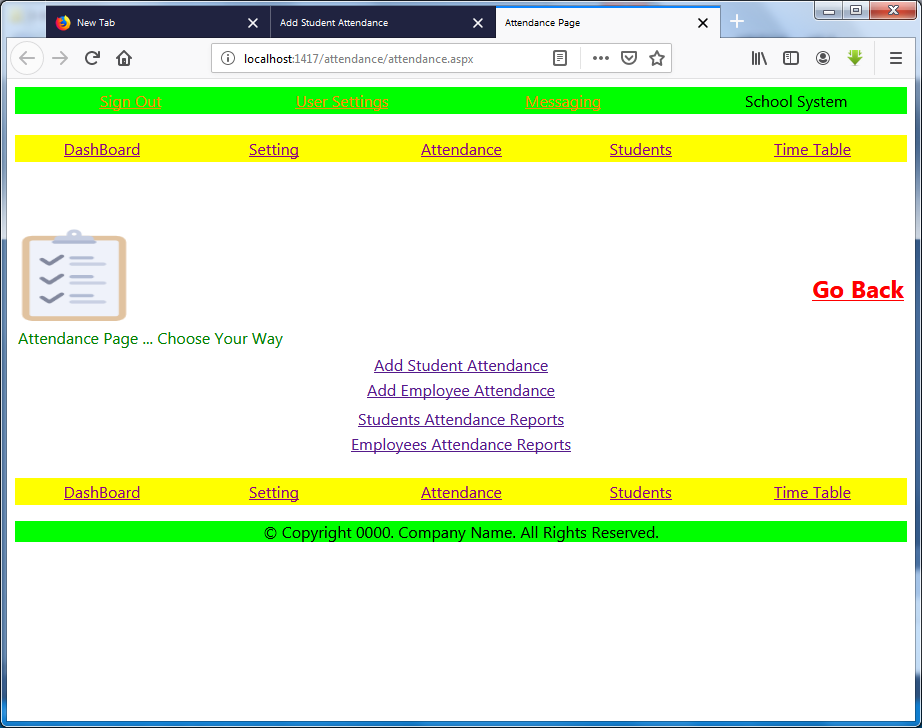 New Tab Add Student Attendance Attendance Page
localhost:1417/attendance/attendance.aspx
Sign Out User Settings Messaging School System
DashBoard Setting Attendance Students Time Table
Go Back
Attendance Page ... Choose Your Way
Add Student Attendance
Add Employee Attendance
Students Attendance Reports
Employees Attendance Reports
DashBoard Setting Attendance Students Time Table
© Copyright 0000. Company Name. All Rights Reserved.